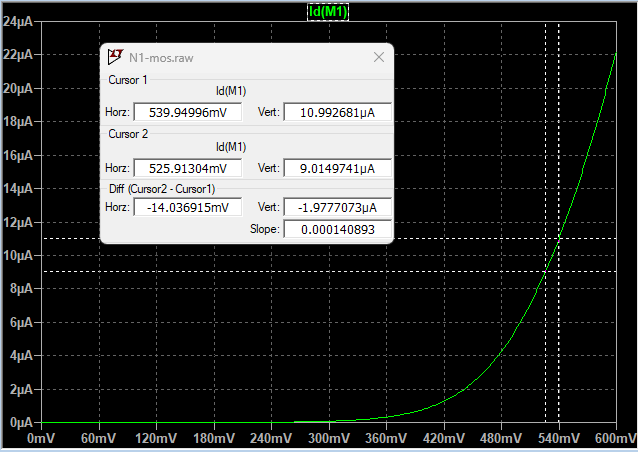 Id(M1)
24µA
22µA
20µA
18µA
16µA
14µA
12µA
10µA
8µA
6µA
4µA
2µA
0µA
N1-mos.raw
Cursor 1
Id(M1)
Horz: 539.94996mV Vert: 10.992681µA
Cursor 2
Id(M1)
Horz: 525.91304mV Vert: 9.0149741µA
Diff (Cursor2 - Cursor1)
Horz: -14.036915mV Vert: -1.9777073µA
Slope: 0.000140893
0mV 60mV 120mV 180mV 240mV 300mV 360mV 420mV 480mV 540mV 600mV